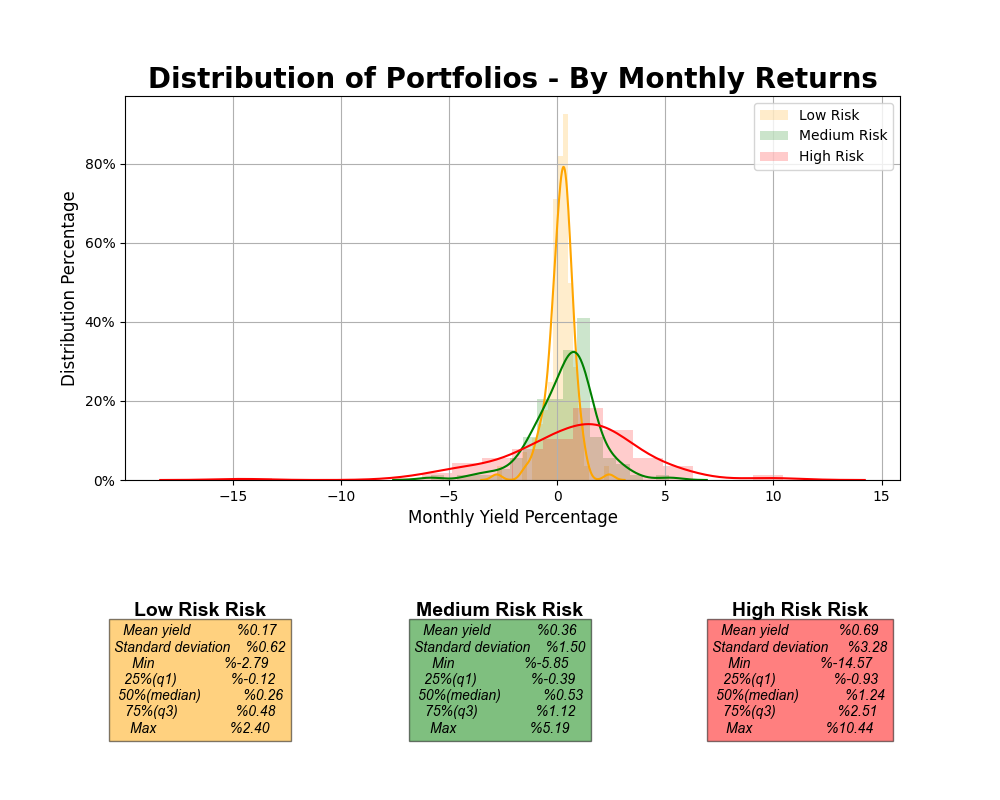 Distribution of Portfolios - By Monthly Returns
Low Risk
Medium Risk
High Risk
80%
60%
40%
20%
0%
Distribution Percentage
−15
−10
−5
0
5
10
15
Monthly Yield Percentage
Low Risk Risk
Mean yield %0.17
Standard deviation %0.62
Min %-2.79
25%(q1) %-0.12
50%(median) %0.26
75%(q3) %0.48
Max %2.40
Medium Risk Risk
Mean yield %0.36
Standard deviation %1.50
Min %-5.85
25%(q1) %-0.39
50%(median) %0.53
75%(q3) %1.12
Max %5.19
High Risk Risk
Mean yield %0.69
Standard deviation %3.28
Min %-14.57
25%(q1) %-0.93
50%(median) %1.24
75%(q3) %2.51
Max %10.44